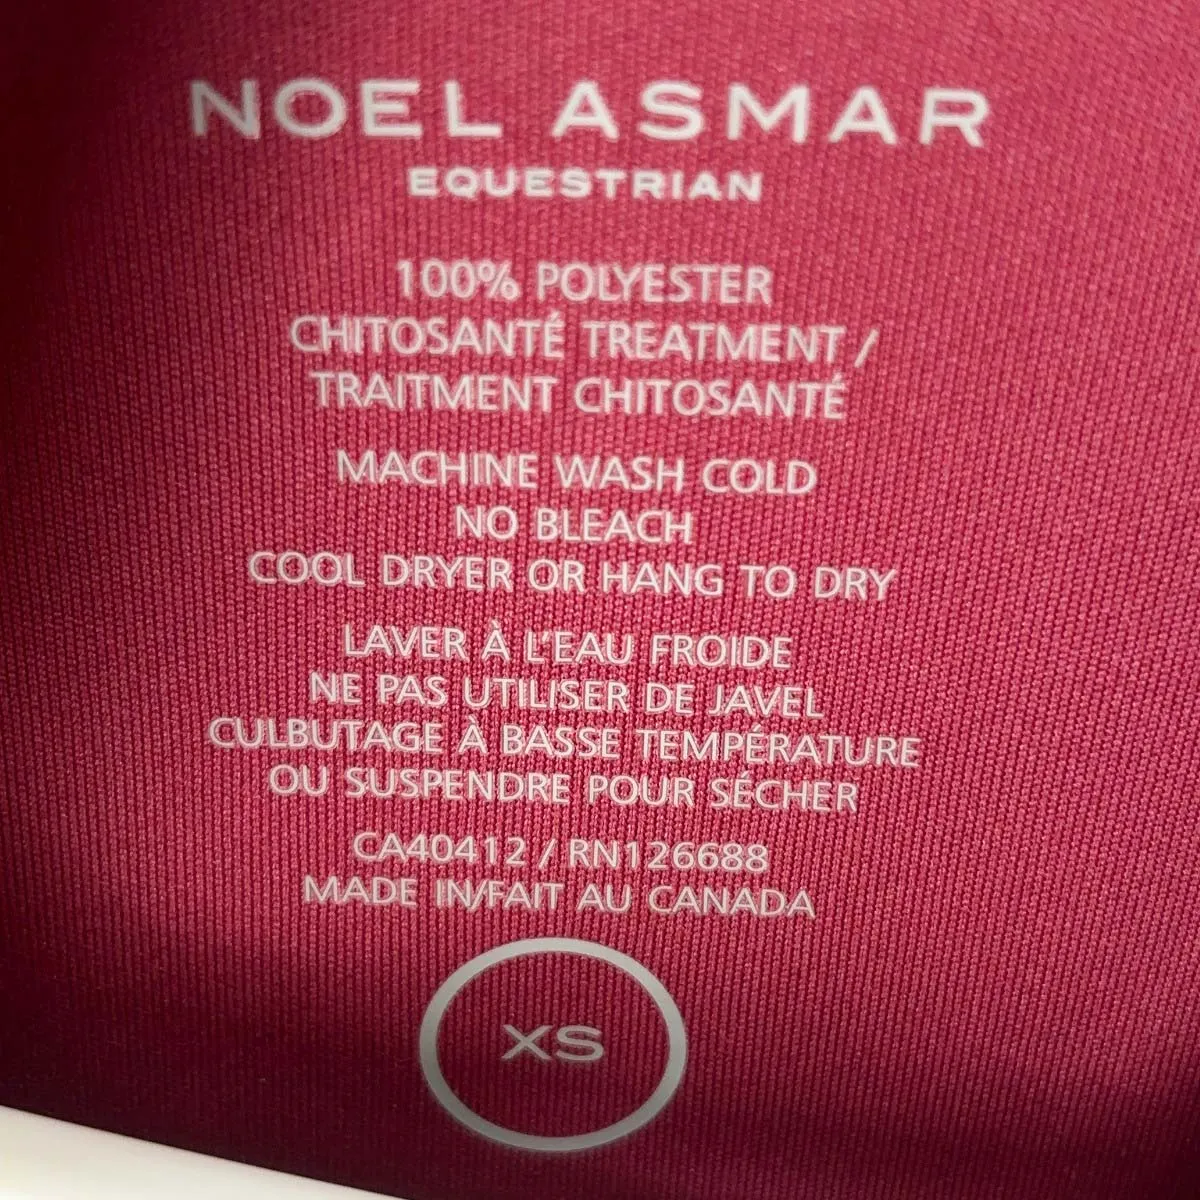 NOEL ASMAR
EQUESTRIAN
100% POLYESTER
CHITOSANTÉ TREATMENT /
TRAITMENT CHITOSANTÉ
MACHINE WASH COLD
NO BLEACH
COOL DRYER OR HANG TO DRY
LAVER À L'EAU FROIDE
NE PAS UTILISER DE JAVEL
CULBUTAGE À BASSE TEMPÉRATURE
OU SUSPENDRE POUR SÉCHER
CA40412 / RN126688
MADE IN/FAIT AU CANADA
XS